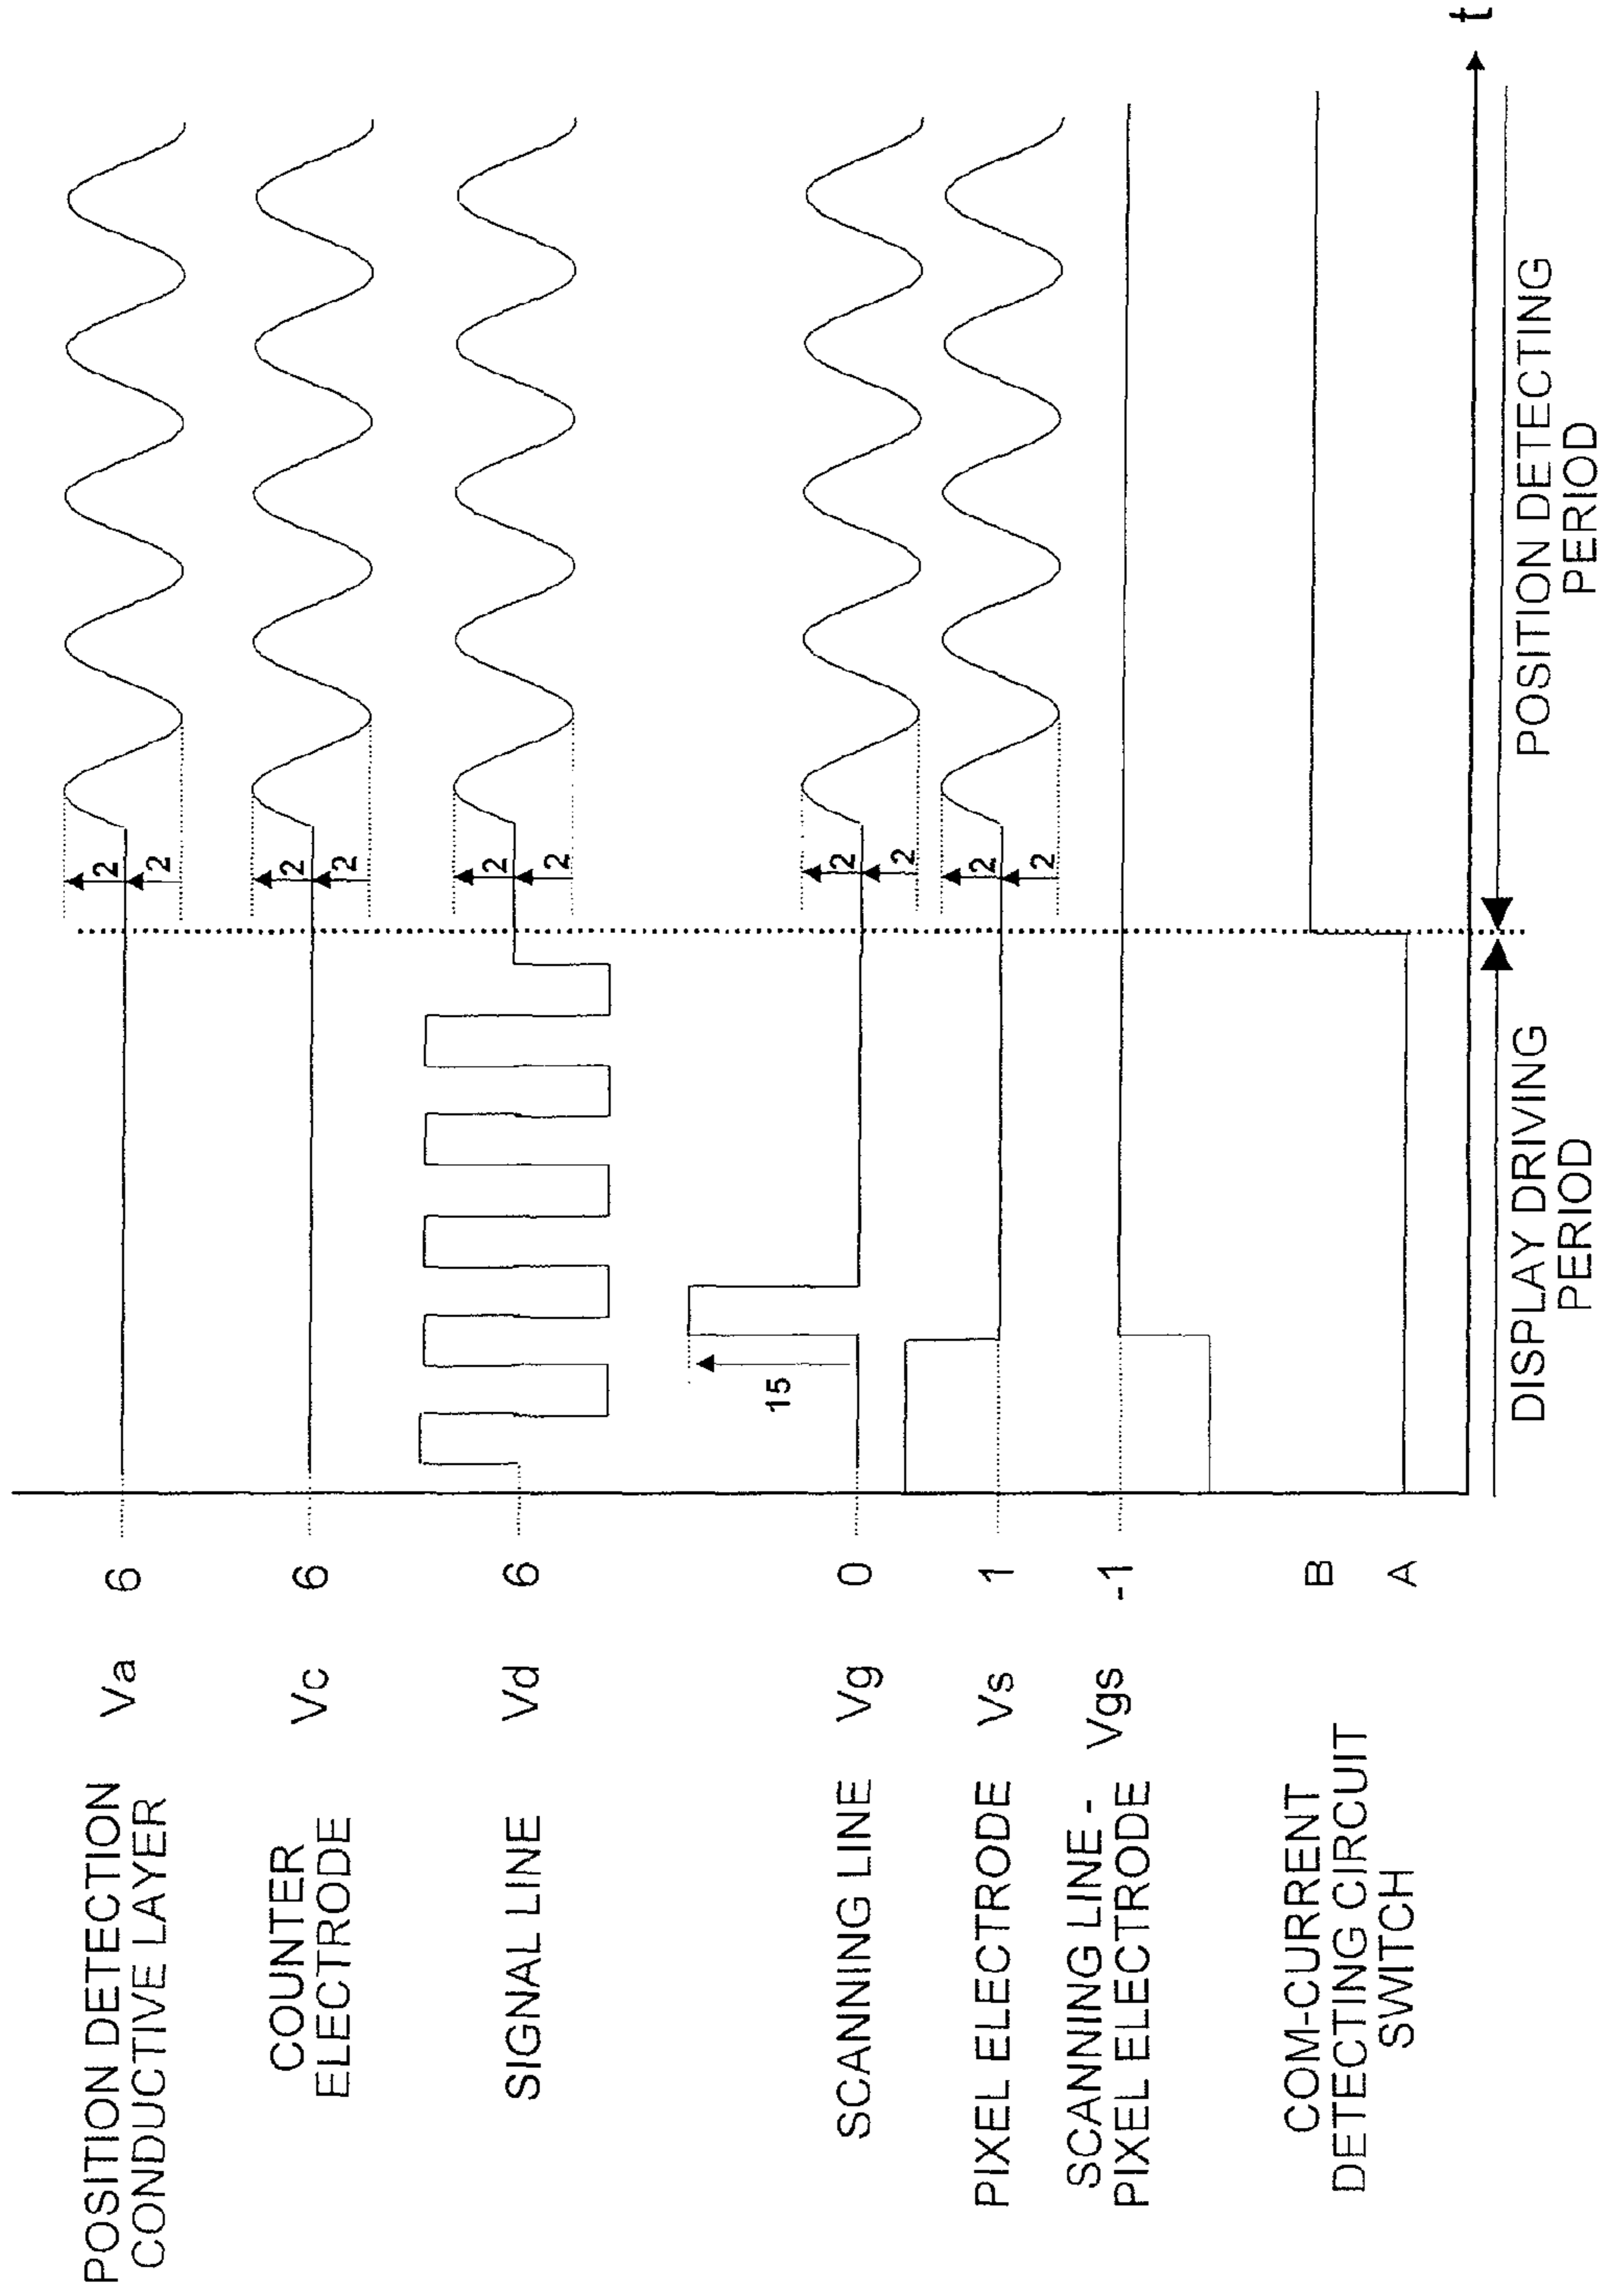 POSITION DETECTION
CONDUCTIVE LAYER
Va
6
2
2
COUNTER
ELECTRODE
Vc
6
2
2
SIGNAL LINE
Vd
6
2
2
SCANNING LINE
Vg
0
15
2
2
PIXEL ELECTRODE
Vs
1
2
2
SCANNING LINE -
PIXEL ELECTRODE
Vgs
-1
COM-CURRENT
DETECTING CIRCUIT
SWITCH
B
A
t
DISPLAY DRIVING
PERIOD
POSITION DETECTING
PERIOD